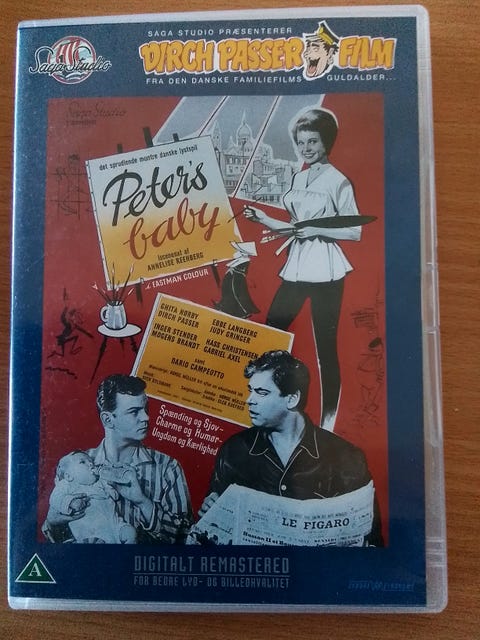 SAGA STUDIO PRÆSENTERER
Saga Studio
DIRCH PASSER FILM
FRA DEN DANSKE FAMILIEFILMS GULDALDER...
Saga Studio
det sprudlende muntre danske lystspil
Peter's
baby
iscenesat af
ANNELISE REENBERG
i EASTMAN COLOUR
GHITA NØRBY EBBE LANGBERG
DIRCH PASSER JUDY GRINGER
INGER STENDER HASS CHRISTENSEN
MOGENS BRANDT GABRIEL AXEL
samt
DARIO CAMPEOTTO
Spænding og Sjov-
Charme og Humør-
Ungdom og Kærlighed
LE FIGARO
A
DIGITALT REMASTERED
FOR BEDRE LYD- OG BILLEDKVALITET